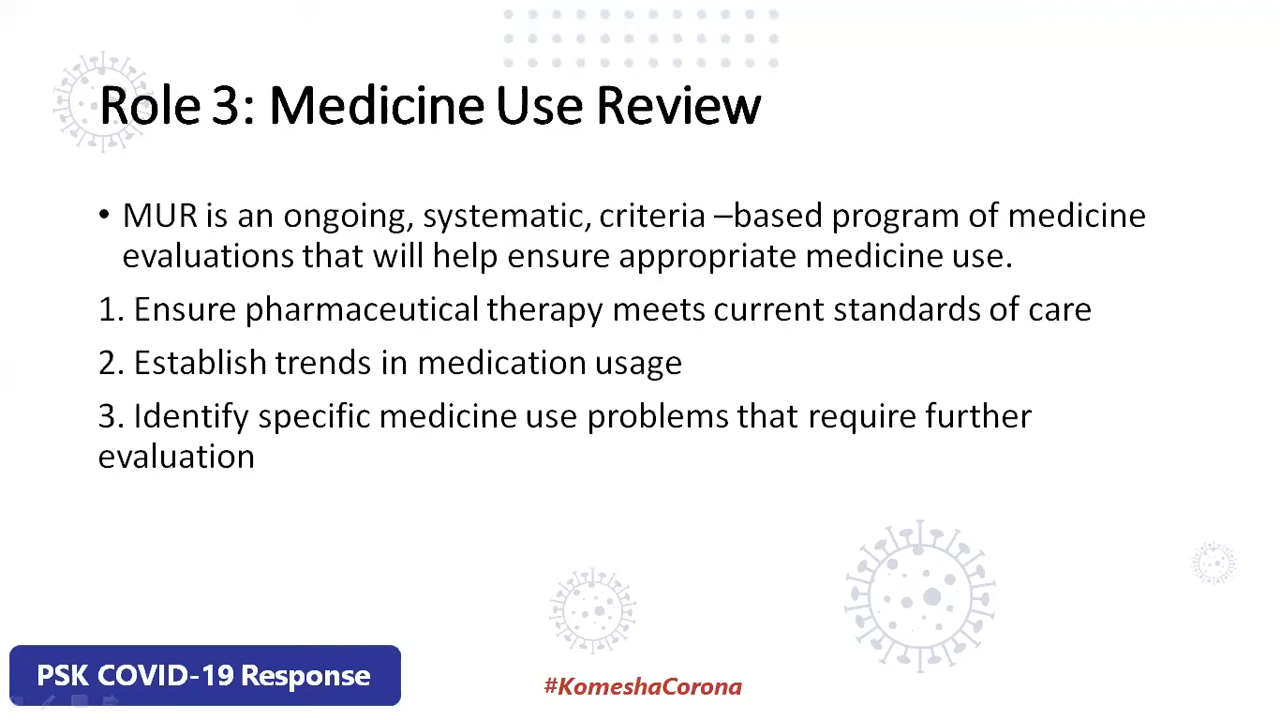 Role 3: Medicine Use Review
• MUR is an ongoing, systematic, criteria –based program of medicine
evaluations that will help ensure appropriate medicine use.
1. Ensure pharmaceutical therapy meets current standards of care
2. Establish trends in medication usage
3. Identify specific medicine use problems that require further
evaluation
PSK COVID-19 Response
#KomeshaCorona